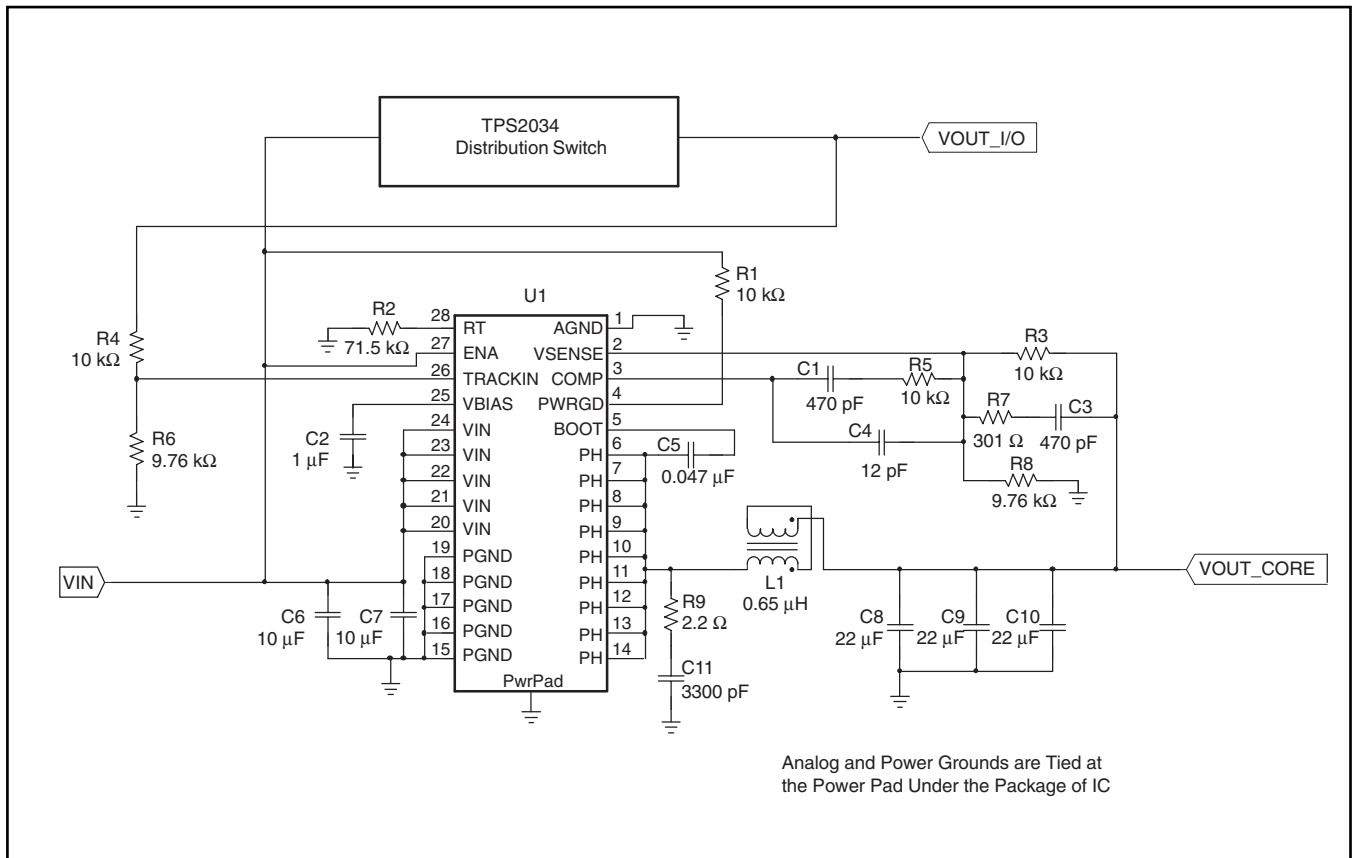 TPS2034
Distribution Switch
VOUT_I/O
R1
10 kΩ
U1
R2
71.5 kΩ
R4
10 kΩ
R6
9.76 kΩ
C2
1 μF
28 RT
27 ENA
26 TRACKIN
25 VBIAS
24 VIN
23 VIN
22 VIN
21 VIN
20 VIN
19 PGND
18 PGND
17 PGND
16 PGND
15 PGND
AGND 1
VSENSE 2
COMP 3
PWRGD 4
BOOT 5
PH 6
PH 7
PH 8
PH 9
PH 10
PH 11
PH 12
PH 13
PH 14
PwrPad
C1
470 pF
R5
10 kΩ
R3
10 kΩ
R7
301 Ω
C3
470 pF
C4
12 pF
R8
9.76 kΩ
C5
0.047 μF
L1
0.65 μH
VIN
VOUT_CORE
C6
10 μF
C7
10 μF
R9
2.2 Ω
C11
3300 pF
C8
22 μF
C9
22 μF
C10
22 μF
Analog and Power Grounds are Tied at
the Power Pad Under the Package of IC